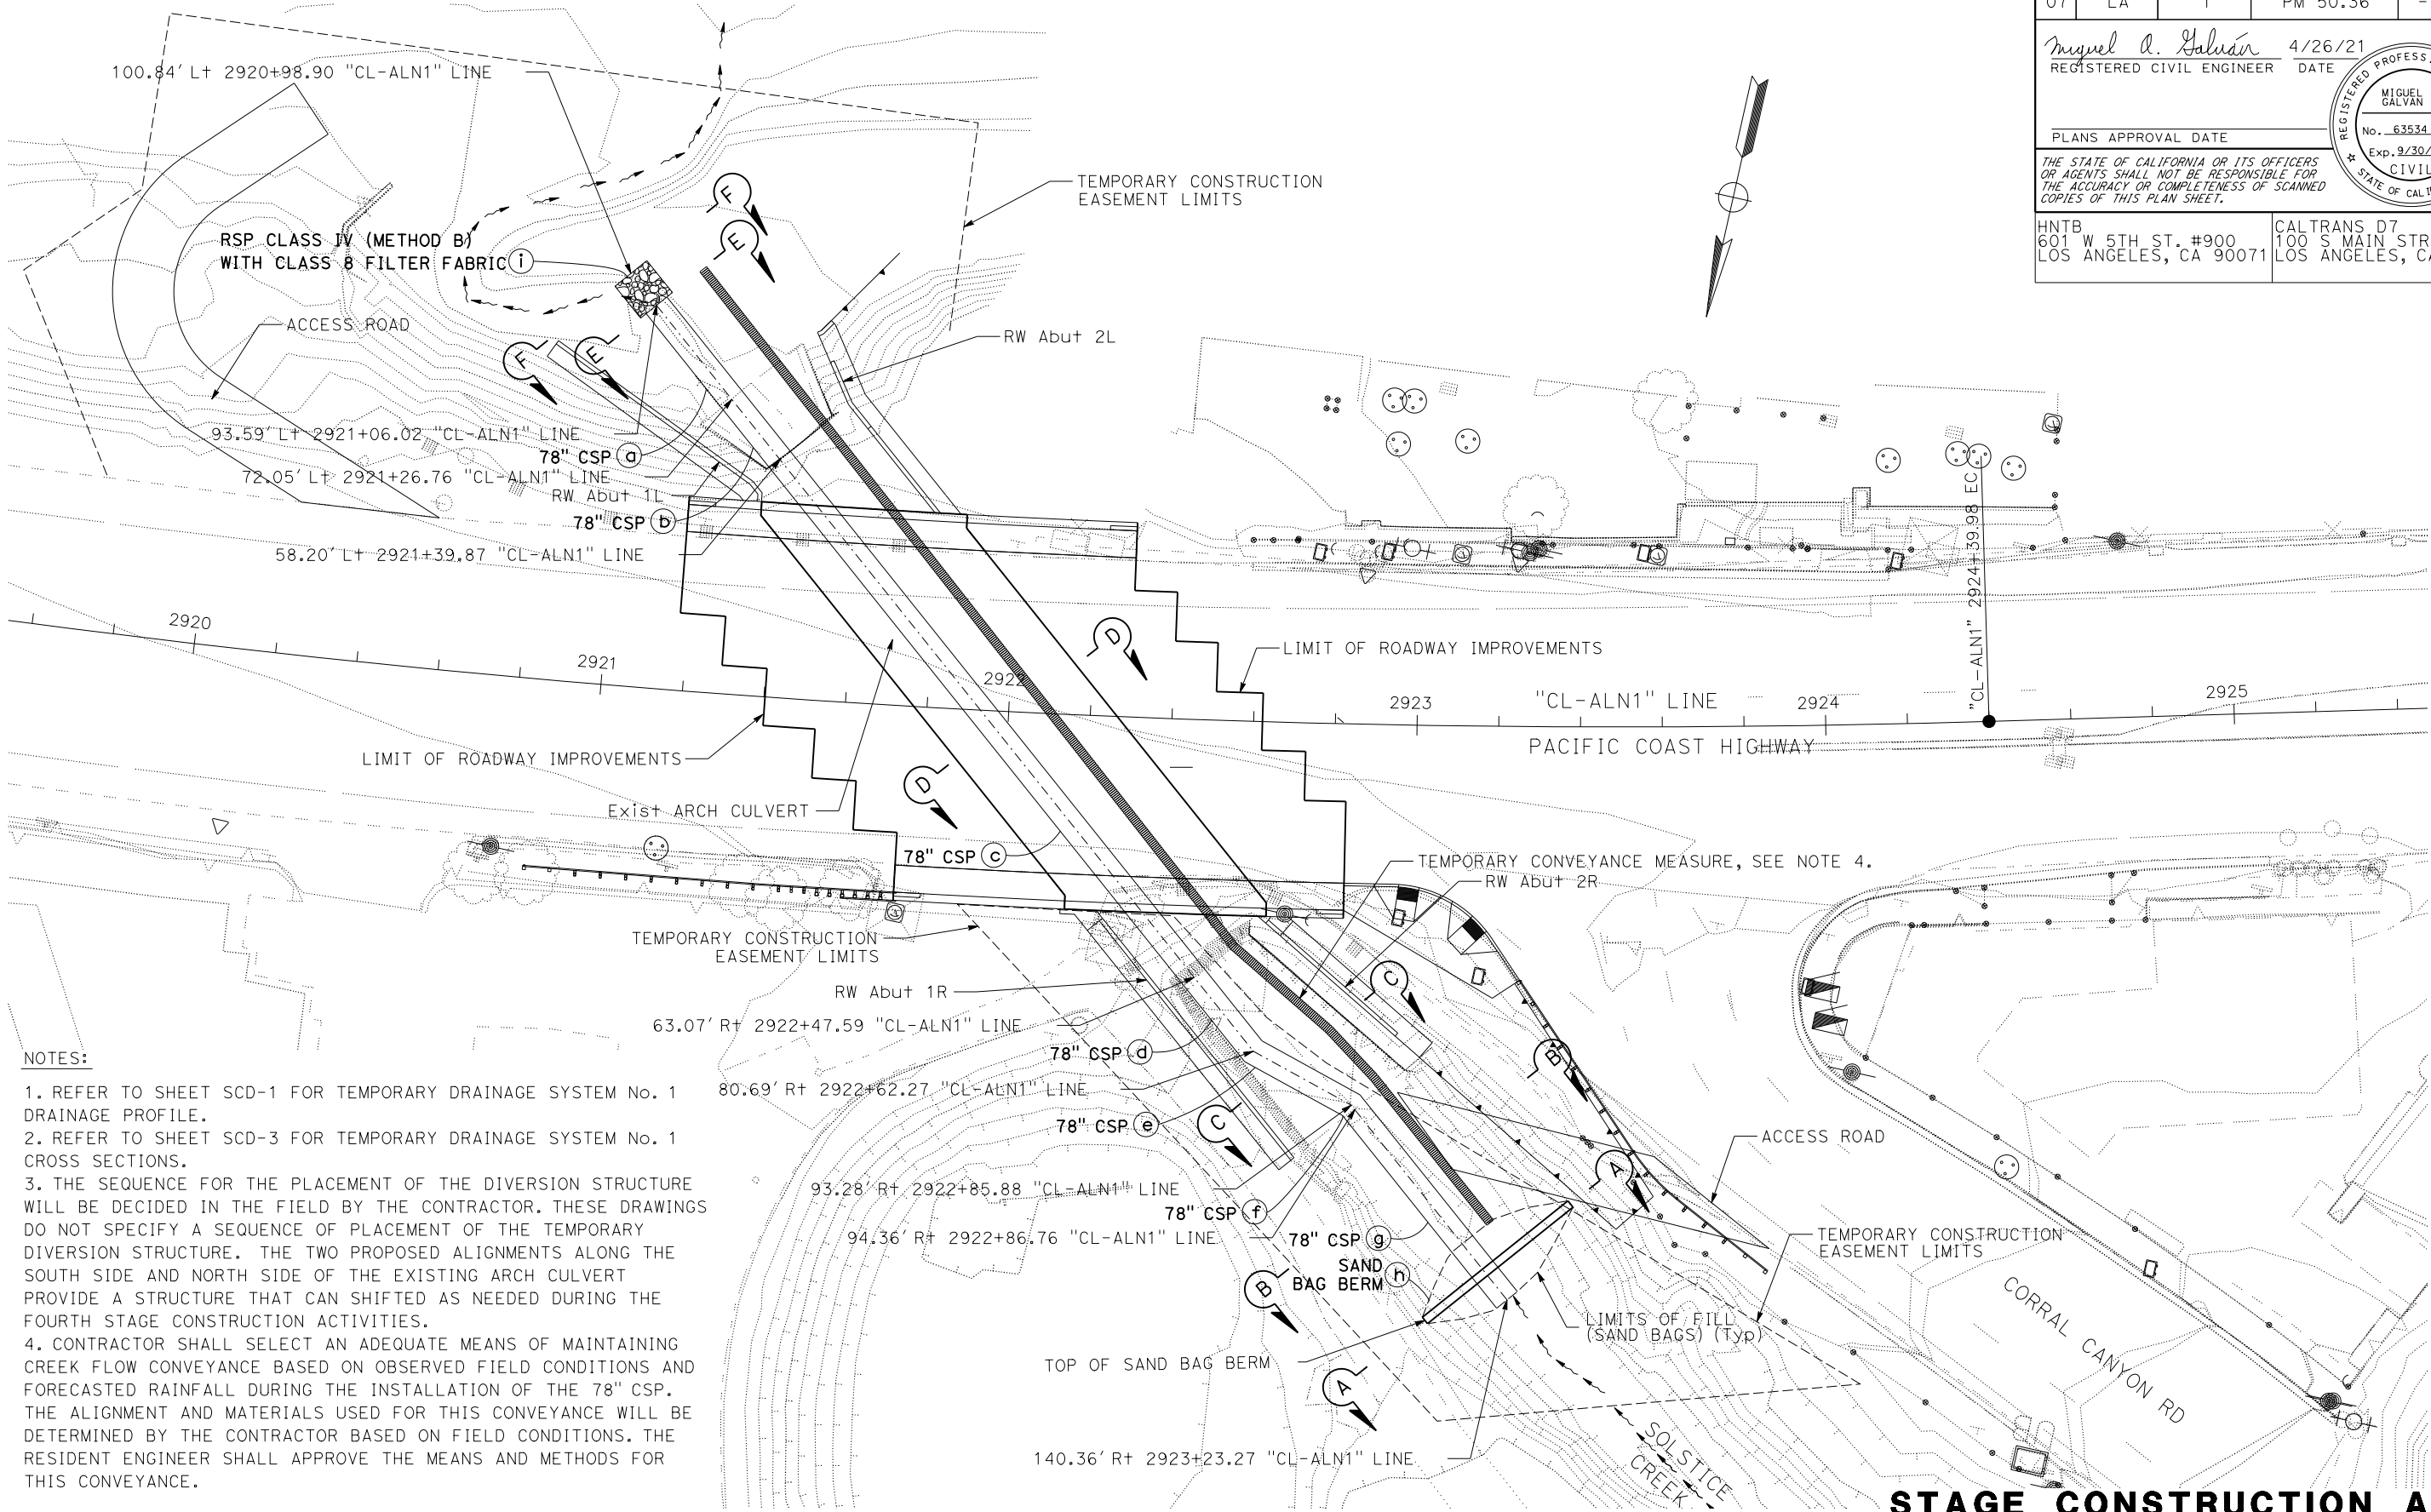 07 LA 1 PM 50.36 -
Miguel A. Galván 4/26/21
REGISTERED CIVIL ENGINEER DATE
PLANS APPROVAL DATE
THE STATE OF CALIFORNIA OR ITS OFFICERS
OR AGENTS SHALL NOT BE RESPONSIBLE FOR
THE ACCURACY OR COMPLETENESS OF SCANNED
COPIES OF THIS PLAN SHEET.
REGISTERED PROFESS
MIGUEL
GALVAN
No. 63534
Exp. 9/30/
CIVIL
STATE OF CALI
HNTB
601 W 5TH ST. #900
LOS ANGELES, CA 90071
CALTRANS D7
100 S MAIN STR
LOS ANGELES, CA
100.84' Lt 2920+98.90 "CL-ALN1" LINE
TEMPORARY CONSTRUCTION
EASEMENT LIMITS
F
E
RSP CLASS IV (METHOD B)
WITH CLASS 8 FILTER FABRIC i
ACCESS ROAD
RW Abut 2L
F
E
93.59' Lt 2921+06.02 "CL-ALN1" LINE
78" CSP a
72.05' Lt 2921+26.76 "CL-ALN1" LINE
RW Abut 1L
78" CSP b
58.20' Lt 2921+39.87 "CL-ALN1" LINE
"CL-ALN1" 2924+39.98 EC
2920
2921
2922
2923
2924
2925
D
LIMIT OF ROADWAY IMPROVEMENTS
"CL-ALN1" LINE
PACIFIC COAST HIGHWAY
LIMIT OF ROADWAY IMPROVEMENTS
D
Exist ARCH CULVERT
78" CSP c
TEMPORARY CONVEYANCE MEASURE, SEE NOTE 4.
RW Abut 2R
TEMPORARY CONSTRUCTION
EASEMENT LIMITS
RW Abut 1R
C
63.07' Rt 2922+47.59 "CL-ALN1" LINE
78" CSP d
B
80.69' Rt 2922+62.27 "CL-ALN1" LINE
78" CSP e
C
ACCESS ROAD
A
93.28' Rt 2922+85.88 "CL-ALN1" LINE
78" CSP f
94.36' Rt 2922+86.76 "CL-ALN1" LINE
78" CSP g
SAND
BAG BERM h
TEMPORARY CONSTRUCTION
EASEMENT LIMITS
B
LIMITS OF FILL
(SAND BAGS) (Typ)
TOP OF SAND BAG BERM
A
CORRAL CANYON RD
140.36' Rt 2923+23.27 "CL-ALN1" LINE
SOLSTICE
CREEK
NOTES:
1. REFER TO SHEET SCD-1 FOR TEMPORARY DRAINAGE SYSTEM No. 1
DRAINAGE PROFILE.
2. REFER TO SHEET SCD-3 FOR TEMPORARY DRAINAGE SYSTEM No. 1
CROSS SECTIONS.
3. THE SEQUENCE FOR THE PLACEMENT OF THE DIVERSION STRUCTURE
WILL BE DECIDED IN THE FIELD BY THE CONTRACTOR. THESE DRAWINGS
DO NOT SPECIFY A SEQUENCE OF PLACEMENT OF THE TEMPORARY
DIVERSION STRUCTURE. THE TWO PROPOSED ALIGNMENTS ALONG THE
SOUTH SIDE AND NORTH SIDE OF THE EXISTING ARCH CULVERT
PROVIDE A STRUCTURE THAT CAN SHIFTED AS NEEDED DURING THE
FOURTH STAGE CONSTRUCTION ACTIVITIES.
4. CONTRACTOR SHALL SELECT AN ADEQUATE MEANS OF MAINTAINING
CREEK FLOW CONVEYANCE BASED ON OBSERVED FIELD CONDITIONS AND
FORECASTED RAINFALL DURING THE INSTALLATION OF THE 78" CSP.
THE ALIGNMENT AND MATERIALS USED FOR THIS CONVEYANCE WILL BE
DETERMINED BY THE CONTRACTOR BASED ON FIELD CONDITIONS. THE
RESIDENT ENGINEER SHALL APPROVE THE MEANS AND METHODS FOR
THIS CONVEYANCE.
STAGE CONSTRUCTION A